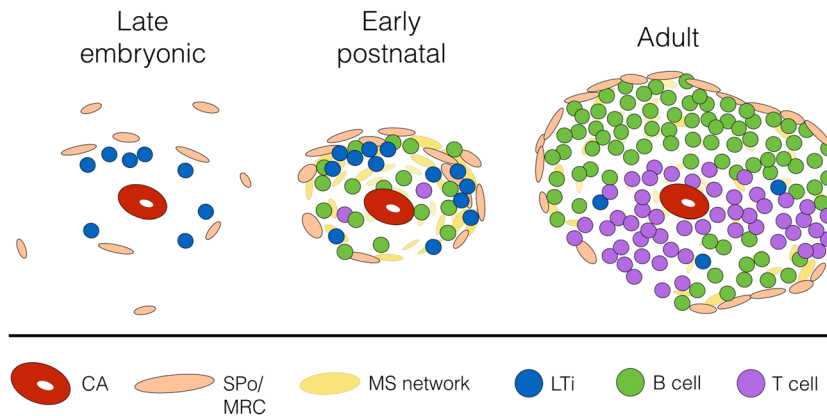 Late
embryonic
Early
postnatal
Adult
CA
SPo/
MRC
MS network
LTi
B cell
T cell